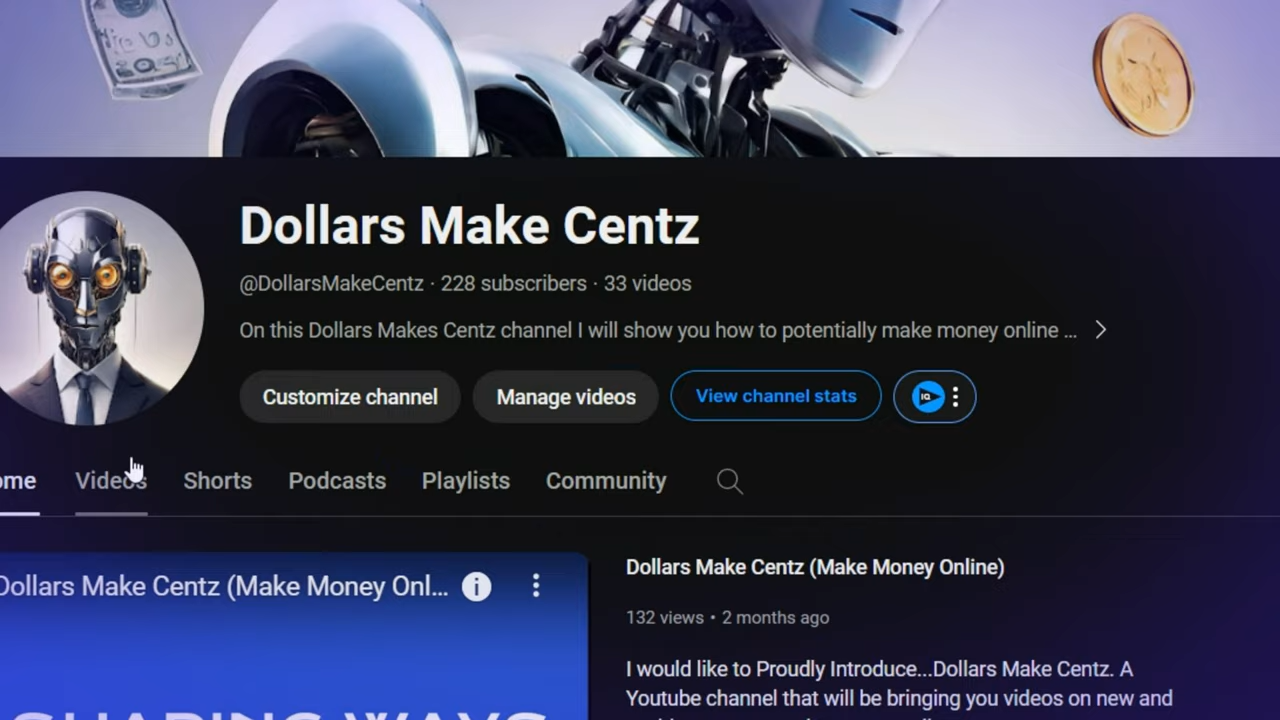 Dollars Make Centz
@DollarsMakeCentz · 228 subscribers · 33 videos
On this Dollars Makes Centz channel I will show you how to potentially make money online ...
Customize channel Manage videos View channel stats IQ
ome Videos Shorts Podcasts Playlists Community
Dollars Make Centz (Make Money Onl...
Dollars Make Centz (Make Money Online)
132 views • 2 months ago
I would like to Proudly Introduce...Dollars Make Centz. A
Youtube channel that will be bringing you videos on new and
SHARING WAYS